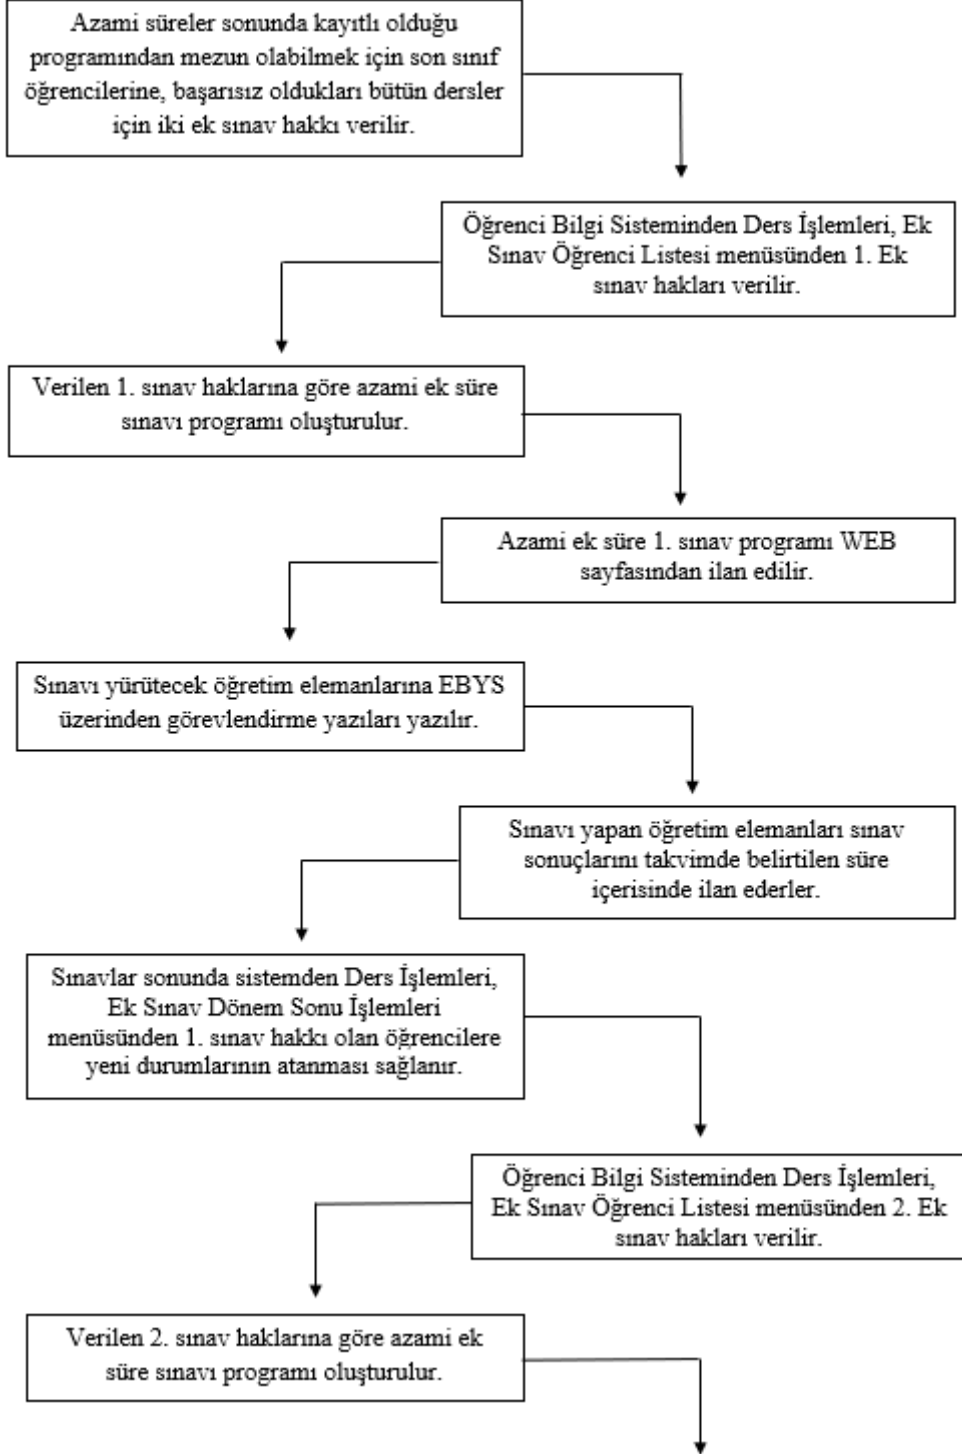 Azami süreler sonunda kayıtlı olduğu
programından mezun olabilmek için son sınıf
öğrencilerine, başarısız oldukları bütün dersler
için iki ek sınav hakkı verilir.
Öğrenci Bilgi Sisteminden Ders İşlemleri, Ek
Sınav Öğrenci Listesi menüsünden 1. Ek
sınav hakları verilir.
Verilen 1. sınav haklarına göre azami ek süre
sınavı programı oluşturulur.
Azami ek süre 1. sınav programı WEB
sayfasından ilan edilir.
Sınavı yürütecek öğretim elemanlarına EBYS
üzerinden görevlendirme yazıları yazılır.
Sınavı yapan öğretim elemanları sınav
sonuçlarını takvimde belirtilen süre
içerisinde ilan ederler.
Sınavlar sonunda sistemden Ders İşlemleri,
Ek Sınav Dönem Sonu İşlemleri
menüsünden 1. sınav hakkı olan öğrencilere
yeni durumlarının atanması sağlanır.
Öğrenci Bilgi Sisteminden Ders İşlemleri,
Ek Sınav Öğrenci Listesi menüsünden 2. Ek
sınav hakları verilir.
Verilen 2. sınav haklarına göre azami ek
süre sınavı programı oluşturulur.